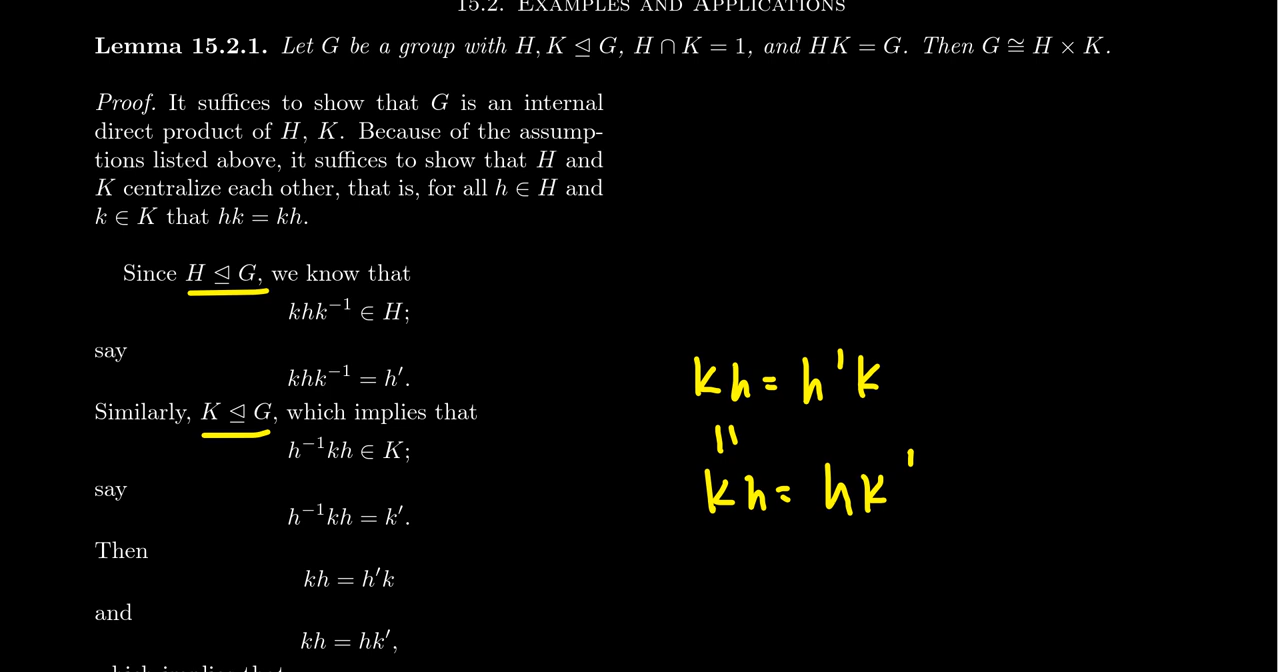 15.2. Examples and Applications
Lemma 15.2.1. Let G be a group with H, K ⊴ G, H ∩ K = 1, and HK = G. Then G ≅ H × K.
Proof. It suffices to show that G is an internal
direct product of H, K. Because of the assump-
tions listed above, it suffices to show that H and
K centralize each other, that is, for all h ∈ H and
k ∈ K that hk = kh.
Since H ⊴ G, we know that
khk⁻¹ ∈ H;
say
khk⁻¹ = h′.
Similarly, K ⊴ G, which implies that
h⁻¹kh ∈ K;
say
h⁻¹kh = k′.
Then
kh = h′k
and
kh = hk′,
which implies that
kh = h'k
||
kh = hk'